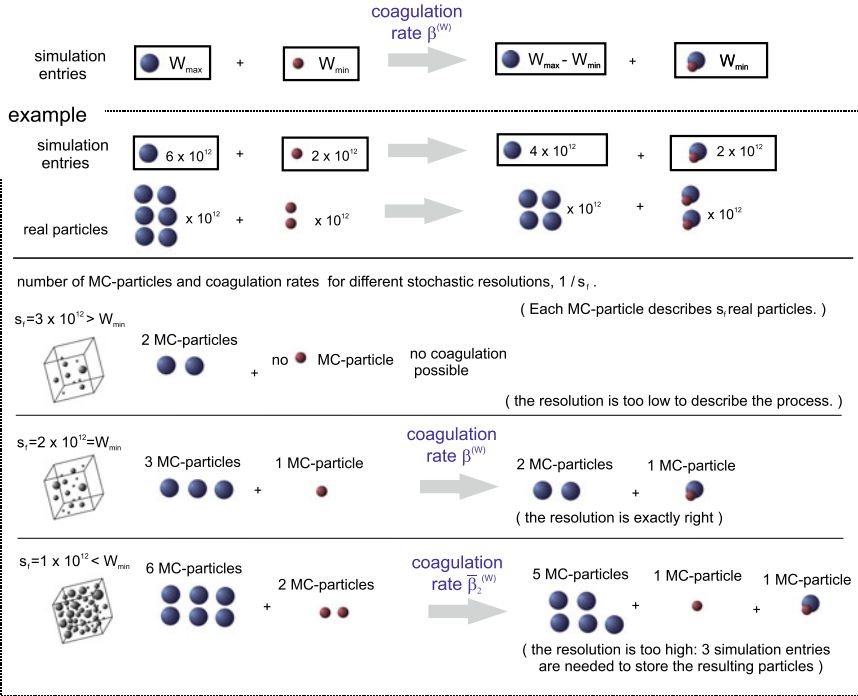 coagulation
rate β(W)
simulation
entries
Wmax + Wmin Wmax - Wmin + Wmin
example
simulation
entries
6 x 10^12 + 2 x 10^12 4 x 10^12 + 2 x 10^12
real particles
x 10^12 + x 10^12 x 10^12 + x 10^12
number of MC-particles and coagulation rates for different stochastic resolutions, 1 / sf .
( Each MC-particle describes sf real particles. )
sf=3 x 10^12 > Wmin
2 MC-particles
+ no MC-particle
no coagulation
possible
( the resolution is too low to describe the process. )
sf=2 x 10^12=Wmin
3 MC-particles + 1 MC-particle
coagulation
rate β(W)
2 MC-particles + 1 MC-particle
( the resolution is exactly right )
sf=1 x 10^12 < Wmin
6 MC-particles + 2 MC-particles
coagulation
rate β̅2(W)
5 MC-particles + 1 MC-particle + 1 MC-particle
( the resolution is too high: 3 simulation entries
are needed to store the resulting particles )